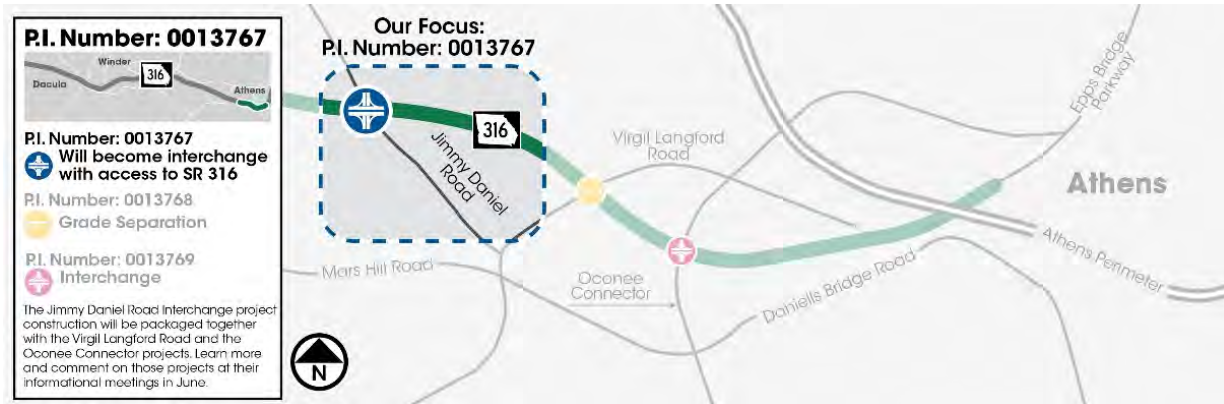 P.I. Number: 0013767
Winder
316
Dacula
Athens
P.I. Number: 0013767
Will become interchange
with access to SR 316
P.I. Number: 0013768
Grade Separation
P.I. Number: 0013769
Interchange
The Jimmy Daniel Road Interchange project
construction will be packaged together
with the Virgil Langford Road and the
Oconee Connector projects. Learn more
and comment on those projects at their
informational meetings in June.
Our Focus:
P.I. Number: 0013767
316
Jimmy Daniel
Road
Virgil Langford
Road
Epps Bridge
Parkway
Athens
Mars Hill Road
Oconee
Connector
Daniells Bridge Road
Athens Perimeter
N